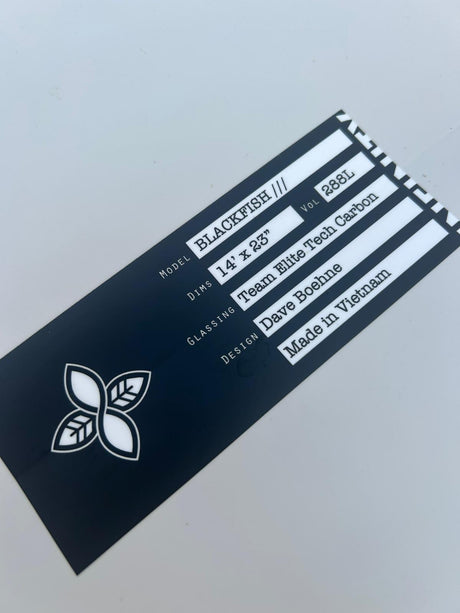 Model BLACKFISH ///
Dims 14' x 23" Vol 288L
Glassing Team Elite Tech Carbon
Design Dave Boehne
Made in Vietnam